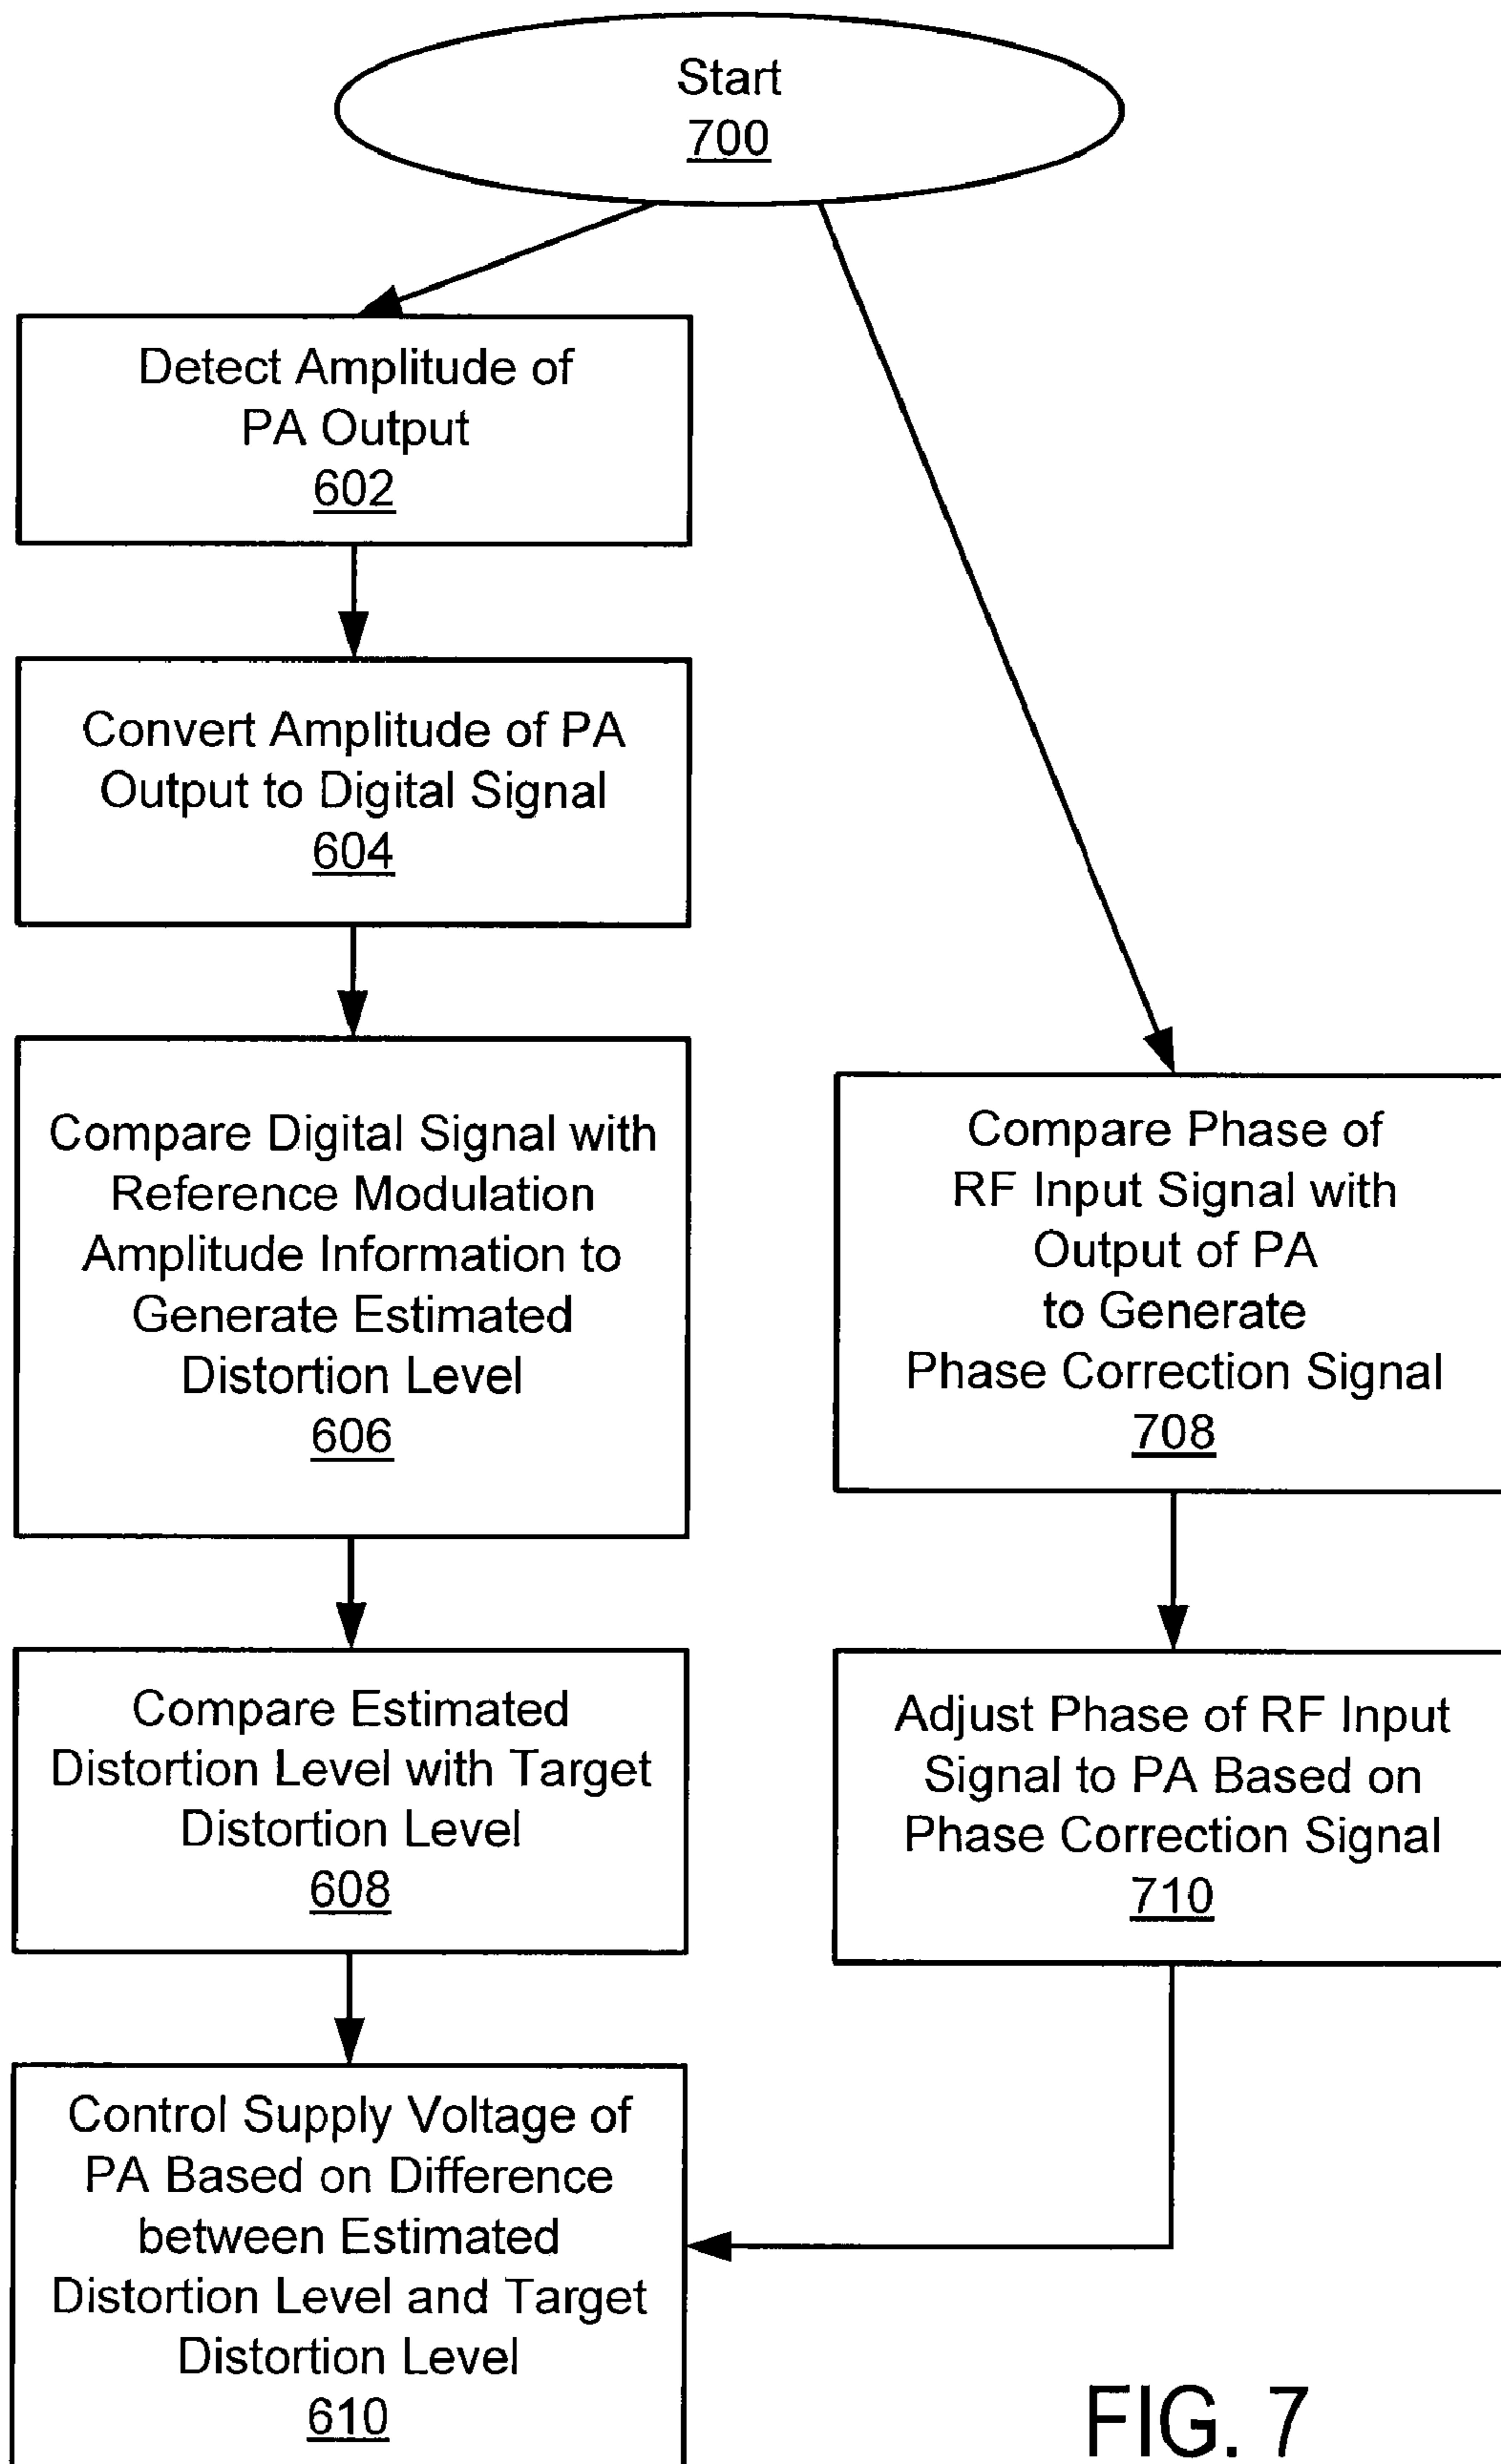 Start
700
Detect Amplitude of
PA Output
602
Convert Amplitude of PA
Output to Digital Signal
604
Compare Digital Signal with
Reference Modulation
Amplitude Information to
Generate Estimated
Distortion Level
606
Compare Estimated
Distortion Level with Target
Distortion Level
608
Control Supply Voltage of
PA Based on Difference
between Estimated
Distortion Level and Target
Distortion Level
610
Compare Phase of
RF Input Signal with
Output of PA
to Generate
Phase Correction Signal
708
Adjust Phase of RF Input
Signal to PA Based on
Phase Correction Signal
710
FIG. 7